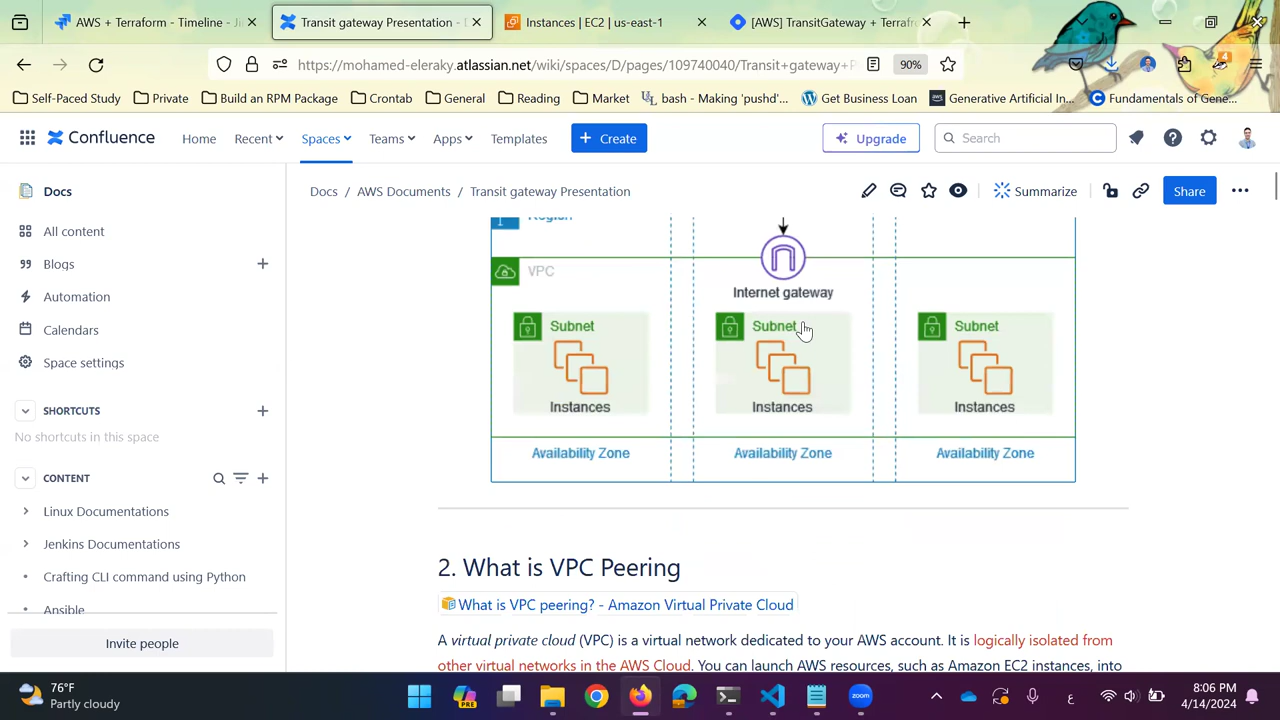 AWS + Terraform - Timeline - Ji
Transit gateway Presentation - D
Instances | EC2 | us-east-1
[AWS] TransitGateway + Terrafr
https://mohamed-eleraky.atlassian.net/wiki/spaces/D/pages/109740040/Transit+gateway+P
90%
Self-Paced Study
Private
Build an RPM Package
Crontab
General
Reading
Market
bash - Making 'pushd'...
Get Business Loan
Generative Artificial In...
Fundamentals of Gene...
Confluence
Home
Recent
Spaces
Teams
Apps
Templates
Create
Upgrade
Search
Docs
Docs / AWS Documents / Transit gateway Presentation
Summarize
Share
All content
Blogs
Automation
Calendars
Space settings
SHORTCUTS
No shortcuts in this space
CONTENT
Linux Documentations
Jenkins Documentations
Crafting CLI command using Python
Ansible
Invite people
Region
VPC
Internet gateway
Subnet
Subnet
Subnet
Instances
Instances
Instances
Availability Zone
Availability Zone
Availability Zone
2. What is VPC Peering
What is VPC peering? - Amazon Virtual Private Cloud
A virtual private cloud (VPC) is a virtual network dedicated to your AWS account. It is logically isolated from
other virtual networks in the AWS Cloud. You can launch AWS resources, such as Amazon EC2 instances, into
76°F
Partly cloudy
PRE
zoom
ع
8:06 PM
4/14/2024